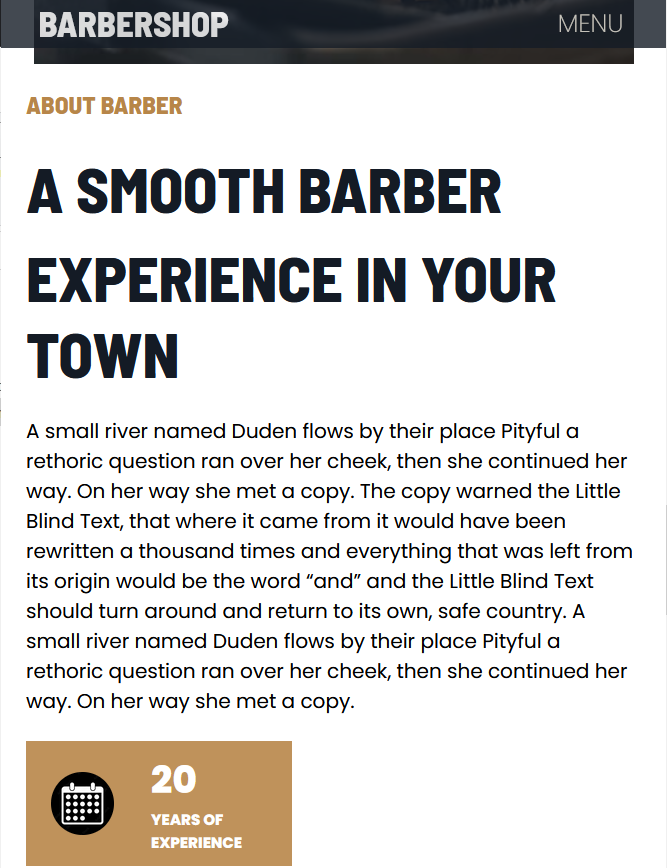 BARBERSHOP
MENU
ABOUT BARBER
A SMOOTH BARBER
EXPERIENCE IN YOUR
TOWN
A small river named Duden flows by their place Pityful a
rethoric question ran over her cheek, then she continued her
way. On her way she met a copy. The copy warned the Little
Blind Text, that where it came from it would have been
rewritten a thousand times and everything that was left from
its origin would be the word “and” and the Little Blind Text
should turn around and return to its own, safe country. A
small river named Duden flows by their place Pityful a
rethoric question ran over her cheek, then she continued her
way. On her way she met a copy.
20
YEARS OF
EXPERIENCE